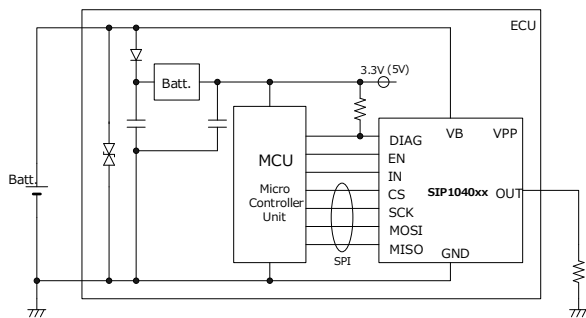 ECU
3.3V (5V)
Batt.
VB
VPP
DIAG
MCU
EN
IN
Batt.
Micro
Controller
Unit
CS
SIP1040xx
OUT
SCK
MOSI
MISO
GND
SPI